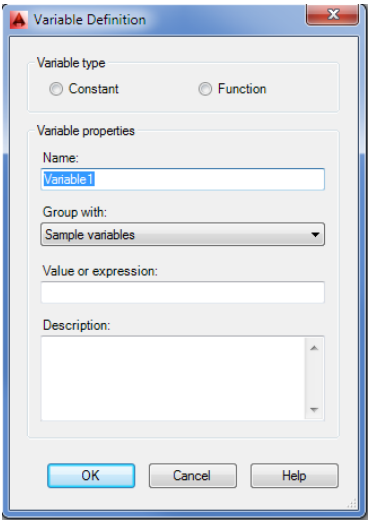 Variable Definition
Variable type
Constant Function
Variable properties
Name:
Variable1
Group with:
Sample variables
Value or expression:
Description:
OK Cancel Help